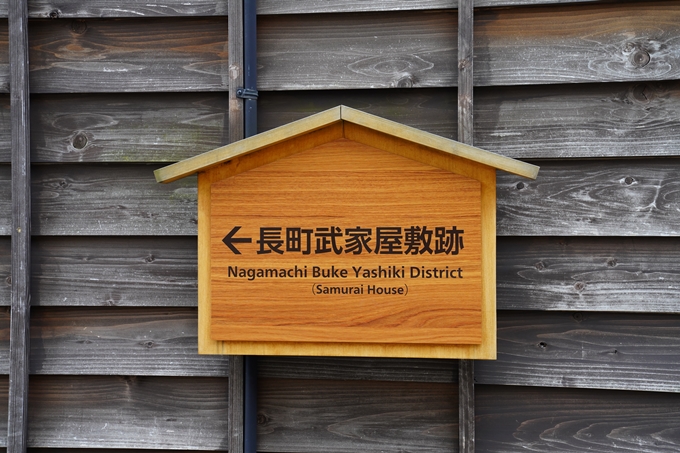 ←長町武家屋敷跡
Nagamachi Buke Yashiki District
(Samurai House)